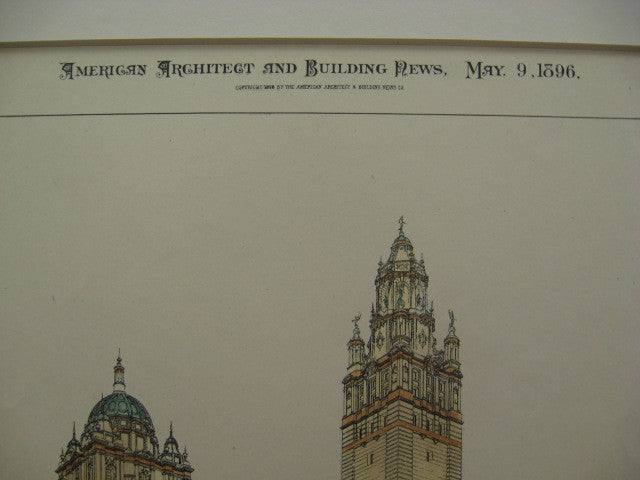 American Architect and Building News, May. 9, 1896.
COPYRIGHT 1896 BY THE AMERICAN ARCHITECT & BUILDING NEWS CO.